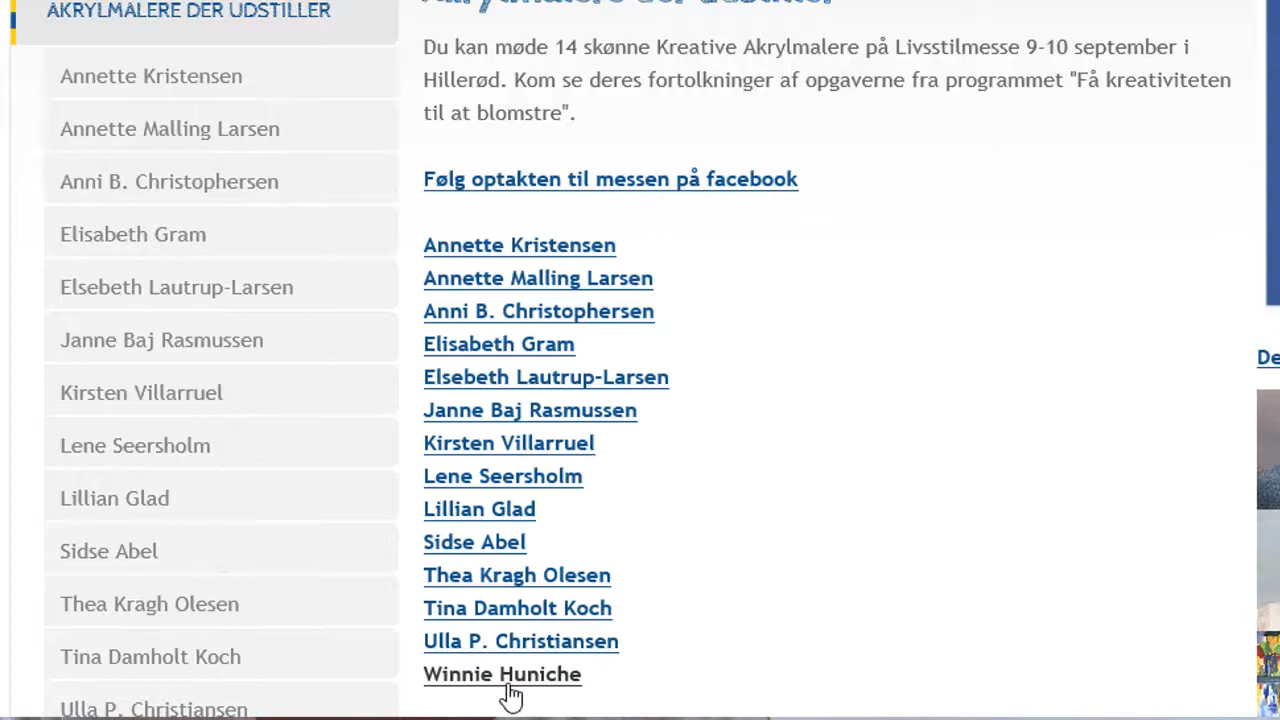 AKRYLMALERE DER UDSTILLER
Annette Kristensen
Annette Malling Larsen
Anni B. Christophersen
Elisabeth Gram
Elsebeth Lautrup-Larsen
Janne Baj Rasmussen
Kirsten Villarruel
Lene Seersholm
Lillian Glad
Sidse Abel
Thea Kragh Olesen
Tina Damholt Koch
Ulla P. Christiansen
Akrylmalere der udstiller
Du kan møde 14 skønne Kreative Akrylmalere på Livsstilmesse 9-10 september i
Hillerød. Kom se deres fortolkninger af opgaverne fra programmet "Få kreativiteten
til at blomstre".
Følg optakten til messen på facebook
Annette Kristensen
Annette Malling Larsen
Anni B. Christophersen
Elisabeth Gram
Elsebeth Lautrup-Larsen
Janne Baj Rasmussen
Kirsten Villarruel
Lene Seersholm
Lillian Glad
Sidse Abel
Thea Kragh Olesen
Tina Damholt Koch
Ulla P. Christiansen
Winnie Huniche
De